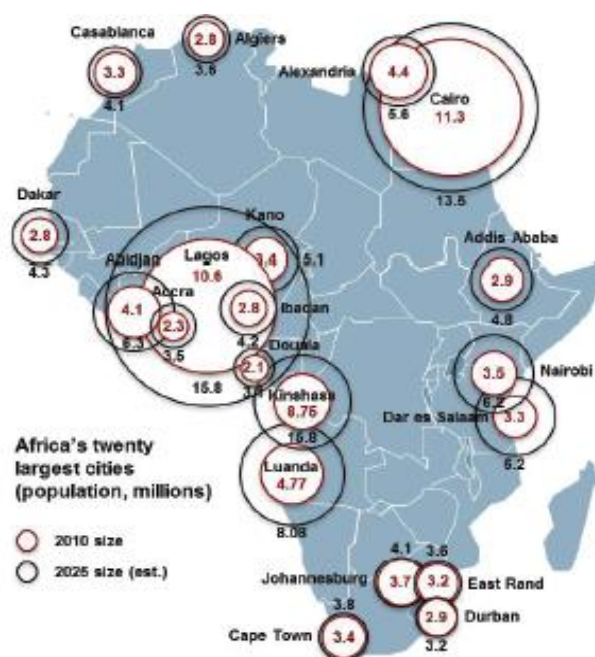 Casablanca
3.3
4.1
2.8
Algiers
3.6
Alexandria
4.4
5.6
Cairo
11.3
13.5
Dakar
2.8
4.3
Kano
3.4
5.1
Lagos
10.6
15.8
Abidjan
4.1
6.3
Accra
2.3
3.5
2.8
Ibadan
4.2
Douala
2.1
Kinshasa
8.75
15.8
Luanda
4.77
8.08
Addis Ababa
2.9
4.8
3.5
Nairobi
6.2
Dar es Salaam
3.3
6.2
Africa's twenty
largest cities
(population, millions)
2010 size
2025 size (est.)
4.1
3.6
Johannesburg
3.7
3.2
East Rand
2.9
Durban
3.2
3.8
Cape Town
3.4